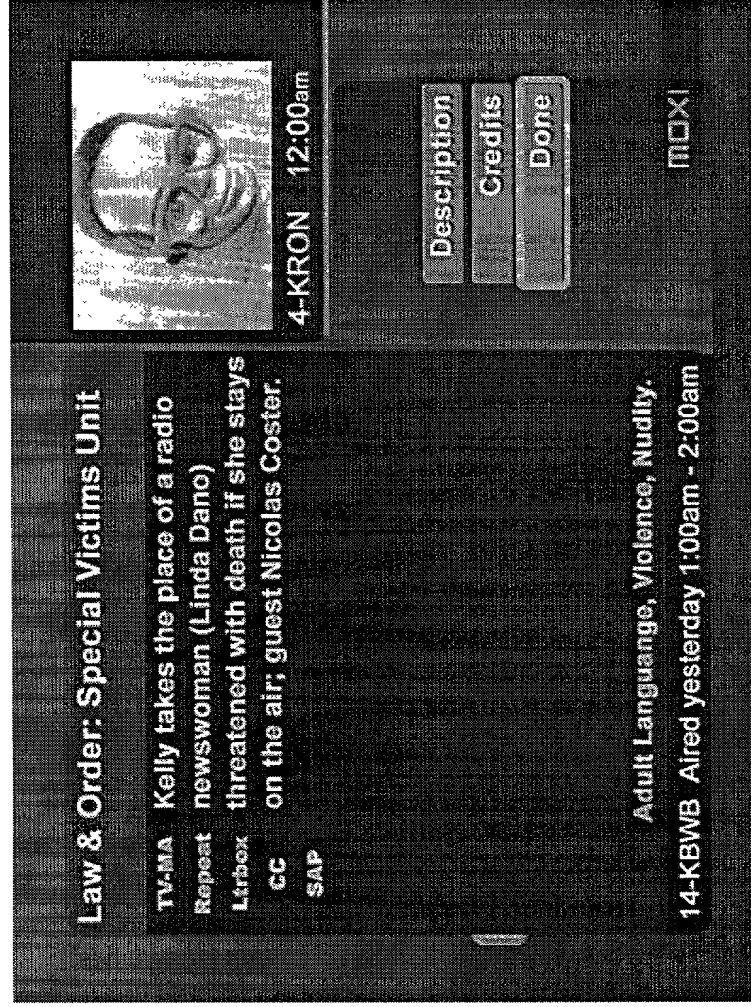 Law & Order: Special Victims Unit
TV-MA Kelly takes the place of a radio
Repeat newswoman (Linda Dano)
Ltrbox threatened with death if she stays
CC on the air; guest Nicolas Coster.
SAP
Adult Languange, Violence, Nudity.
14-KBWB Aired yesterday 1:00am - 2:00am
4-KRON 12:00am
Description
Credits
Done
moxi